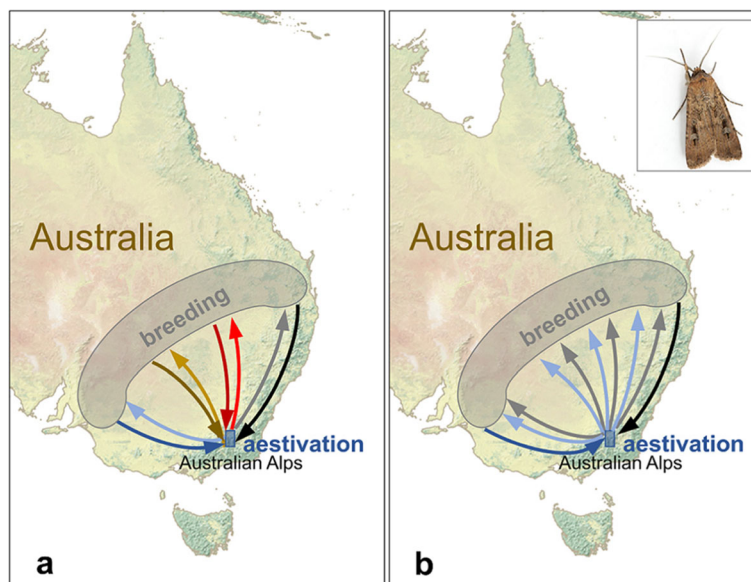 Australia
breeding
aestivation
Australian Alps
a
Australia
breeding
aestivation
Australian Alps
b